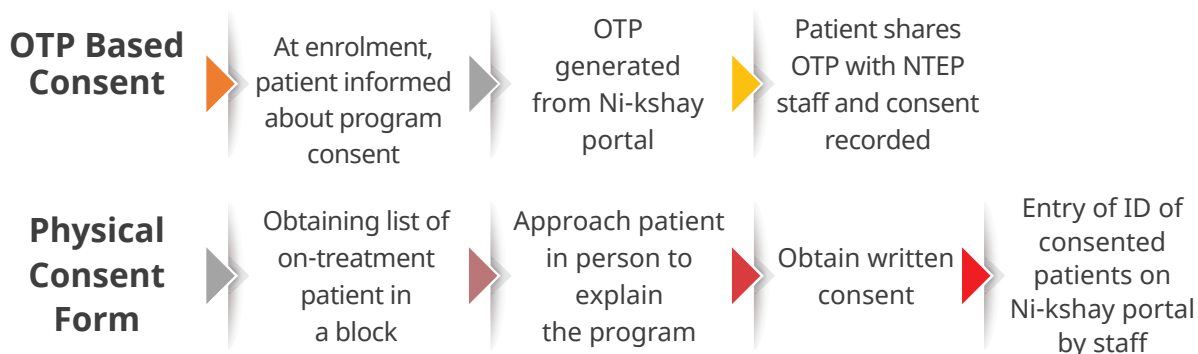 OTP Based
Consent
At enrolment,
patient informed
about program
consent
OTP
generated
from Ni-kshay
portal
Patient shares
OTP with NTEP
staff and consent
recorded
Physical
Consent
Form
Obtaining list of
on-treatment
patient in
a block
Approach patient
in person to
explain
the program
Obtain written
consent
Entry of ID of
consented
patients on
Ni-kshay portal
by staff